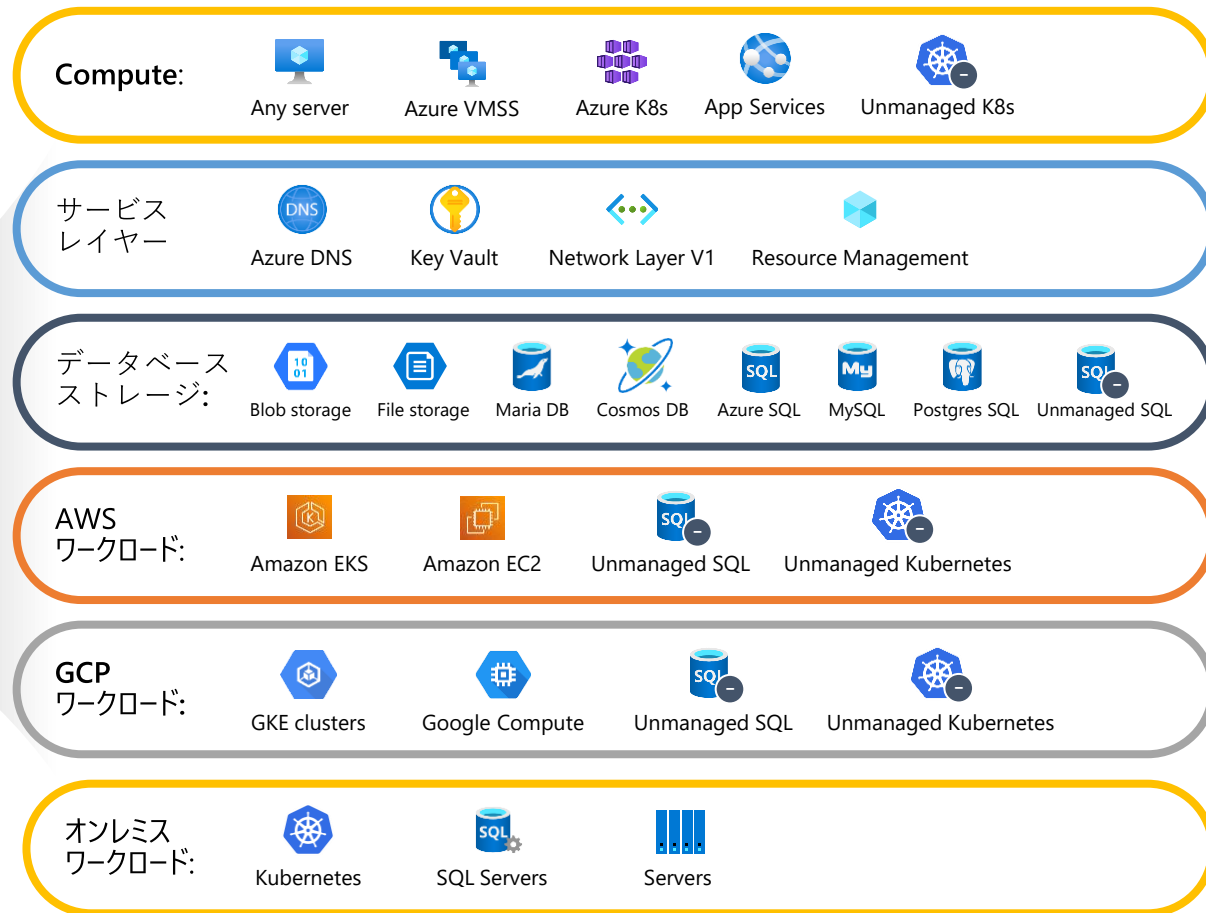 Compute:
Any server
Azure VMSS
Azure K8s
App Services
Unmanaged K8s
サービス
レイヤー
DNS
Azure DNS
Key Vault
Network Layer V1
Resource Management
データベース
ストレージ:
10
01
Blob storage
File storage
Maria DB
Cosmos DB
SQL
Azure SQL
My
MySQL
Postgres SQL
SQL
Unmanaged SQL
AWS
ワークロード:
K
Amazon EKS
Amazon EC2
SQL
Unmanaged SQL
Unmanaged Kubernetes
GCP
ワークロード:
GKE clusters
Google Compute
SQL
Unmanaged SQL
Unmanaged Kubernetes
オンレミス
ワークロード:
Kubernetes
SQL
SQL Servers
Servers